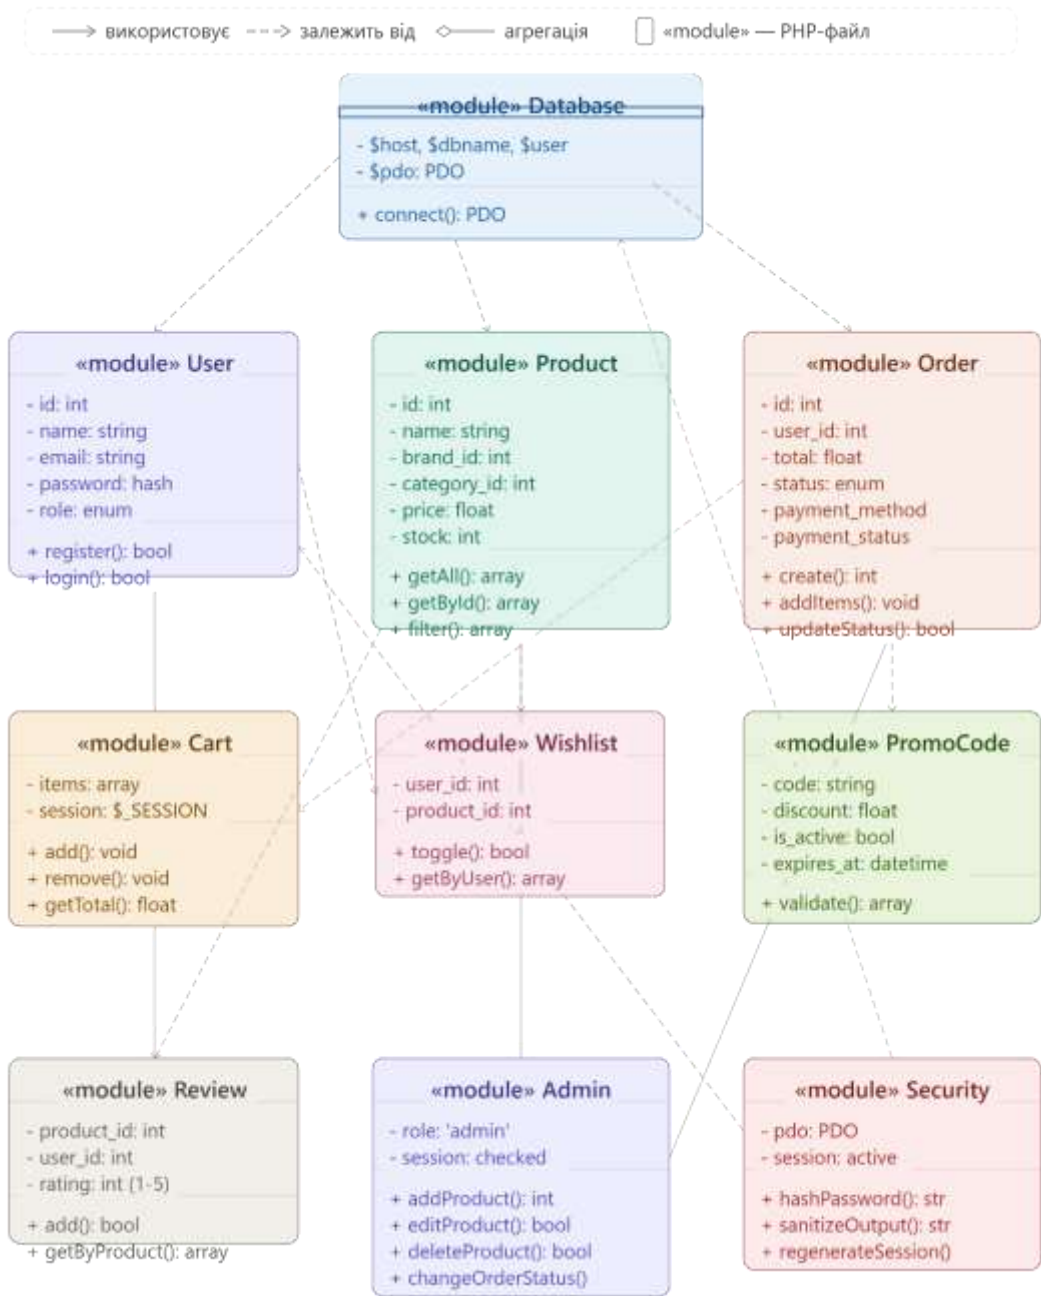 використовує залежить від агрегація «module» — PHP-файл
«module» Database
- $host, $dbname, $user
- $pdo: PDO
+ connect(): PDO
«module» User
- id: int
- name: string
- email: string
- password: hash
- role: enum
+ register(): bool
+ login(): bool
«module» Product
- id: int
- name: string
- brand_id: int
- category_id: int
- price: float
- stock: int
+ getAll(): array
+ getById(): array
+ filter(): array
«module» Order
- id: int
- user_id: int
- total: float
- status: enum
- payment_method
- payment_status
+ create(): int
+ addItems(): void
+ updateStatus(): bool
«module» Cart
- items: array
- session: $_SESSION
+ add(): void
+ remove(): void
+ getTotal(): float
«module» Wishlist
- user_id: int
- product_id: int
+ toggle(): bool
+ getByUser(): array
«module» PromoCode
- code: string
- discount: float
- is_active: bool
- expires_at: datetime
+ validate(): array
«module» Review
- product_id: int
- user_id: int
- rating: int (1-5)
+ add(): bool
+ getByProduct(): array
«module» Admin
- role: 'admin'
- session: checked
+ addProduct(): int
+ editProduct(): bool
+ deleteProduct(): bool
+ changeOrderStatus()
«module» Security
- pdo: PDO
- session: active
+ hashPassword(): str
+ sanitizeOutput(): str
+ regenerateSession()